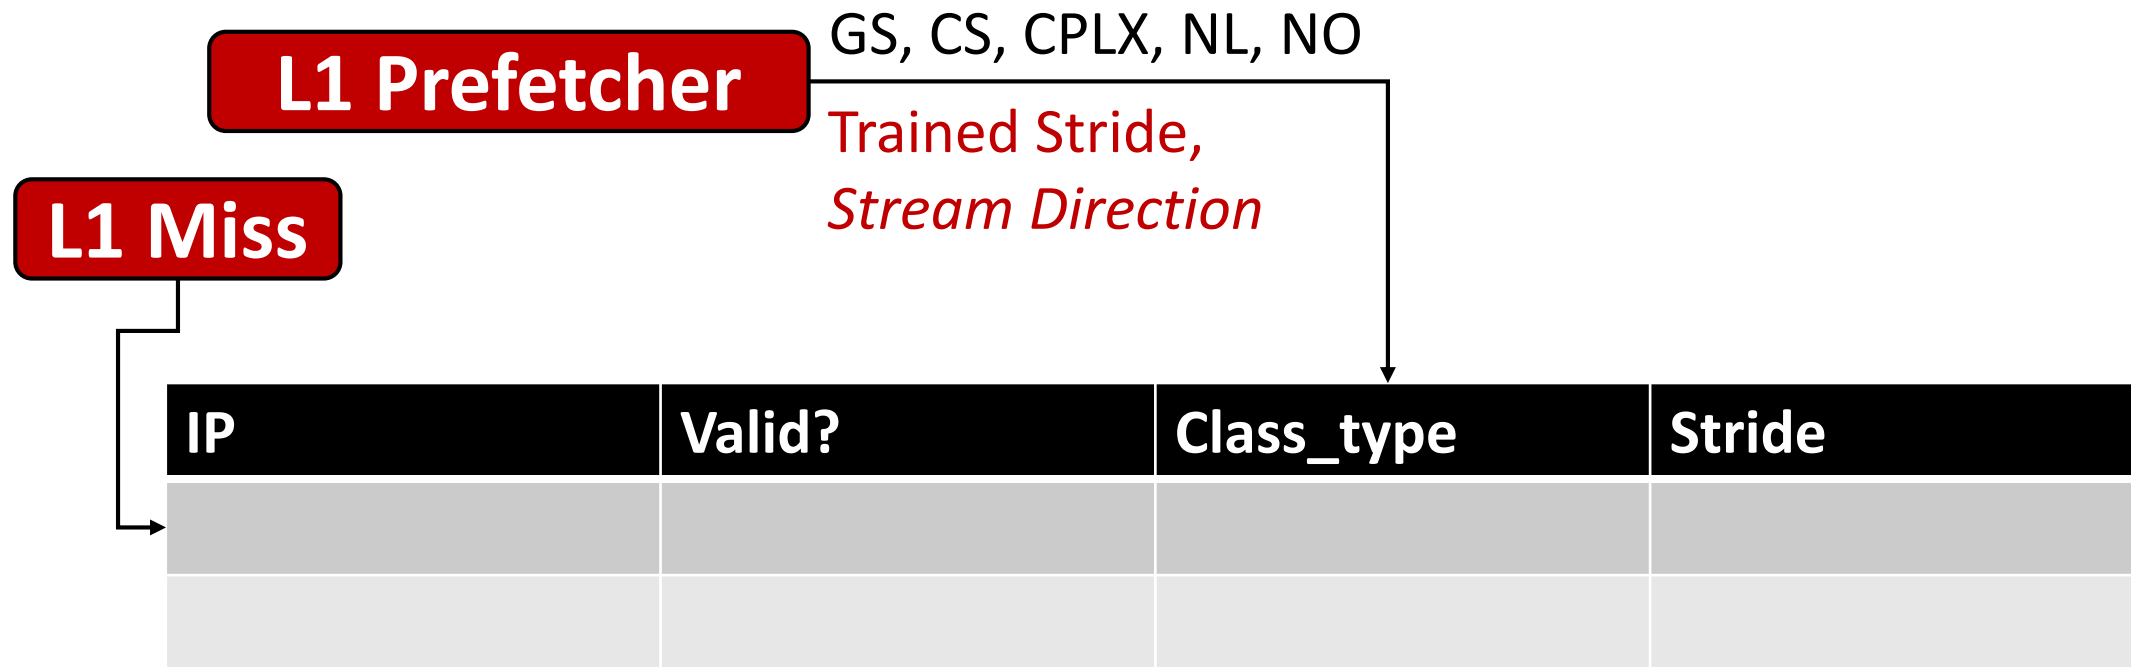 GS, CS, CPLX, NL, NO
L1 Prefetcher
Trained Stride,
Stream Direction
L1 Miss
IP Valid? Class_type Stride